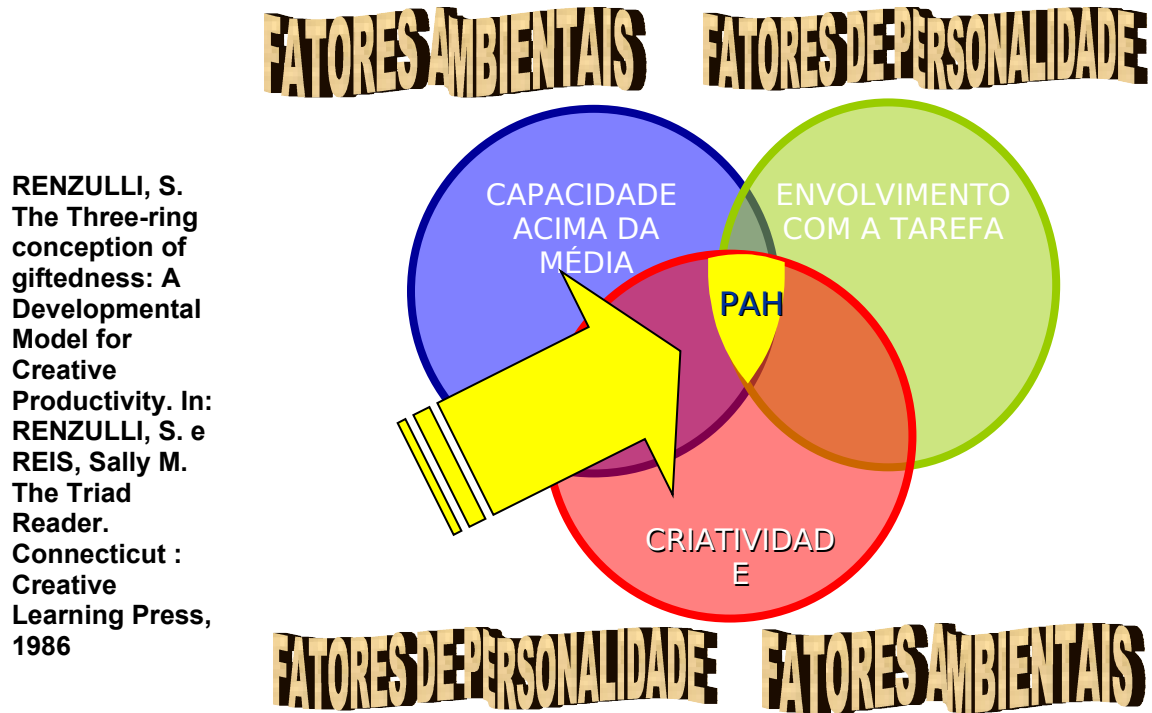 FATORES AMBIENTAIS
FATORES DE PERSONALIDADE
RENZULLI, S.
The Three-ring
conception of
giftedness: A
Developmental
Model for
Creative
Productivity. In:
RENZULLI, S. e
REIS, Sally M.
The Triad
Reader.
Connecticut :
Creative
Learning Press,
1986
CAPACIDADE
ACIMA DA
MÉDIA
ENVOLVIMENTO
COM A TAREFA
PAH
CRIATIVIDAD
E
FATORES DE PERSONALIDADE
FATORES AMBIENTAIS